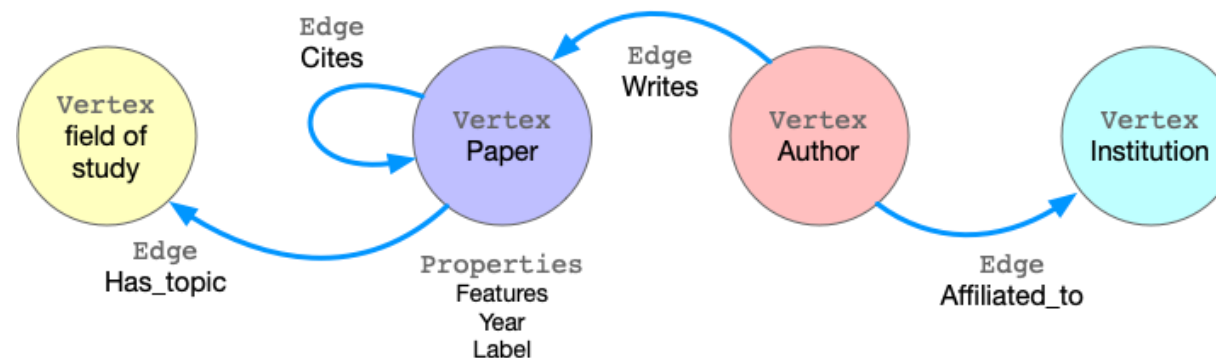 Edge
Cites
Edge
Writes
Vertex
field of
study
Vertex
Paper
Vertex
Author
Vertex
Institution
Edge
Has_topic
Properties
Features
Year
Label
Edge
Affiliated_to